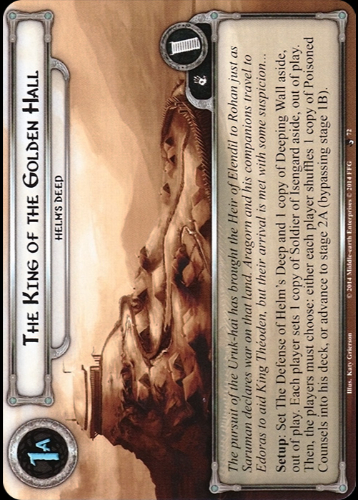 1A
THE KING OF THE GOLDEN HALL
HELM'S DEEP
The pursuit of the Uruk-hai has brought the Heir of Elendil to Rohan just as
Saruman declares war on that land. Aragorn and his companions travel to
Edoras to aid King Théoden, but their arrival is met with some suspicion...
Setup: Set The Defense of Helm's Deep and 1 copy of Deeping Wall aside,
out of play. Each player sets 1 copy of Soldier of Isengard aside, out of play.
Then, the players must choose: either each player shuffles 1 copy of Poisoned
Counsels into his deck, or advance to stage 2A (bypassing stage 1B).
Illus. Katy Grierson © 2014 Middle-earth Enterprises © 2014 FFG 72